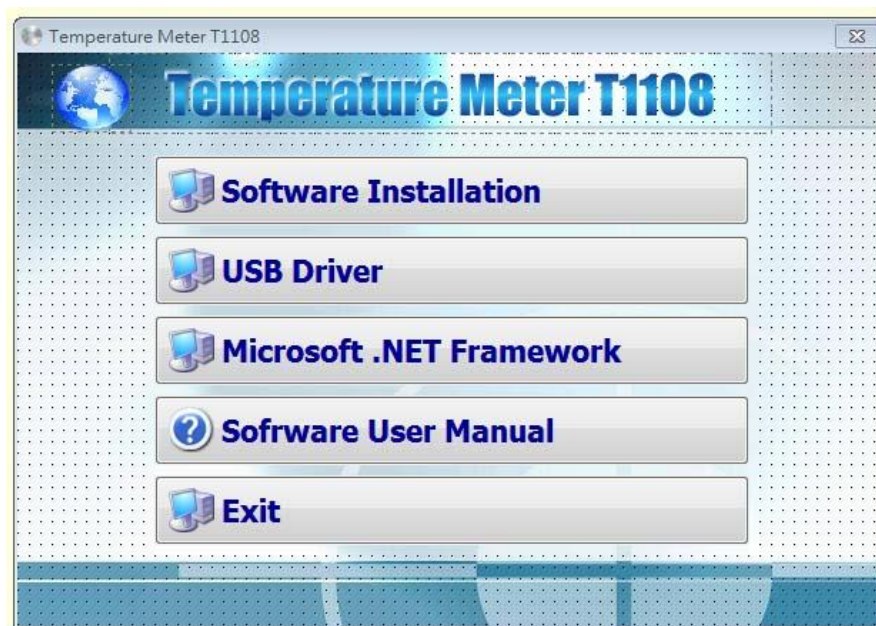 Temperature Meter T1108
Temperature Meter T1108
Software Installation
USB Driver
Microsoft .NET Framework
Sofrware User Manual
Exit